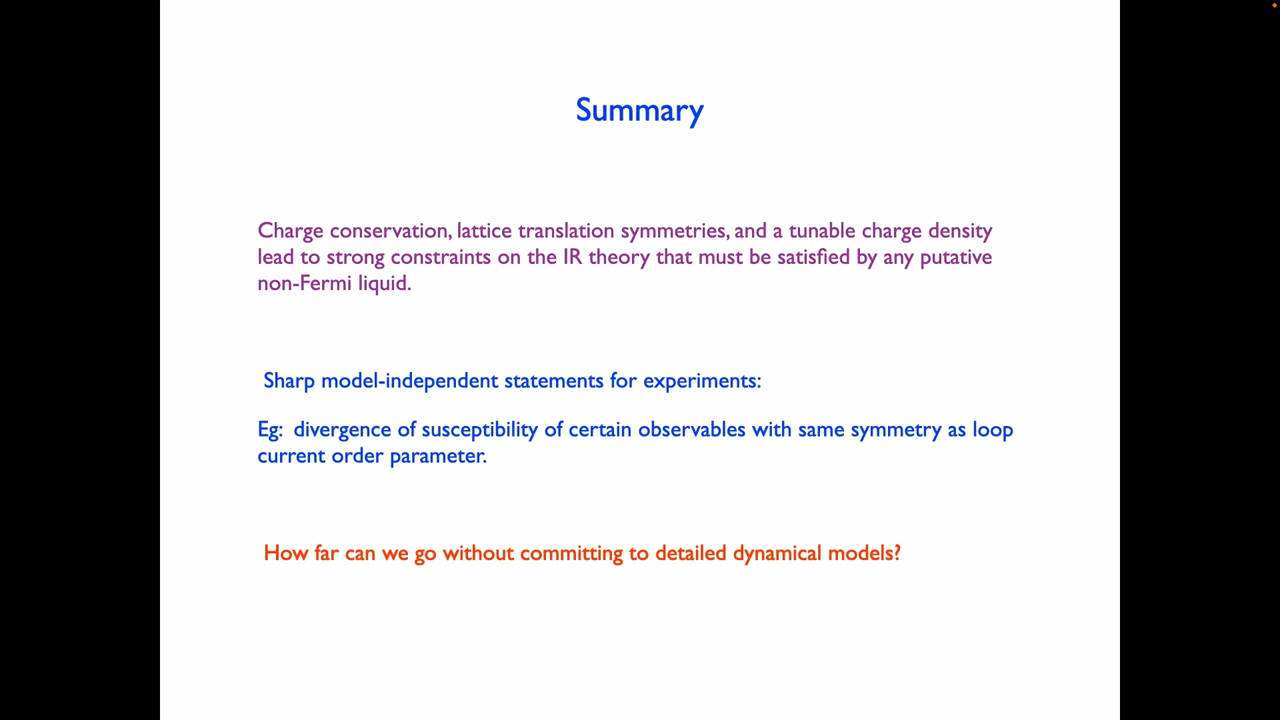 Summary
Charge conservation, lattice translation symmetries, and a tunable charge density
lead to strong constraints on the IR theory that must be satisfied by any putative
non-Fermi liquid.
Sharp model-independent statements for experiments:
Eg: divergence of susceptibility of certain observables with same symmetry as loop
current order parameter.
How far can we go without committing to detailed dynamical models?